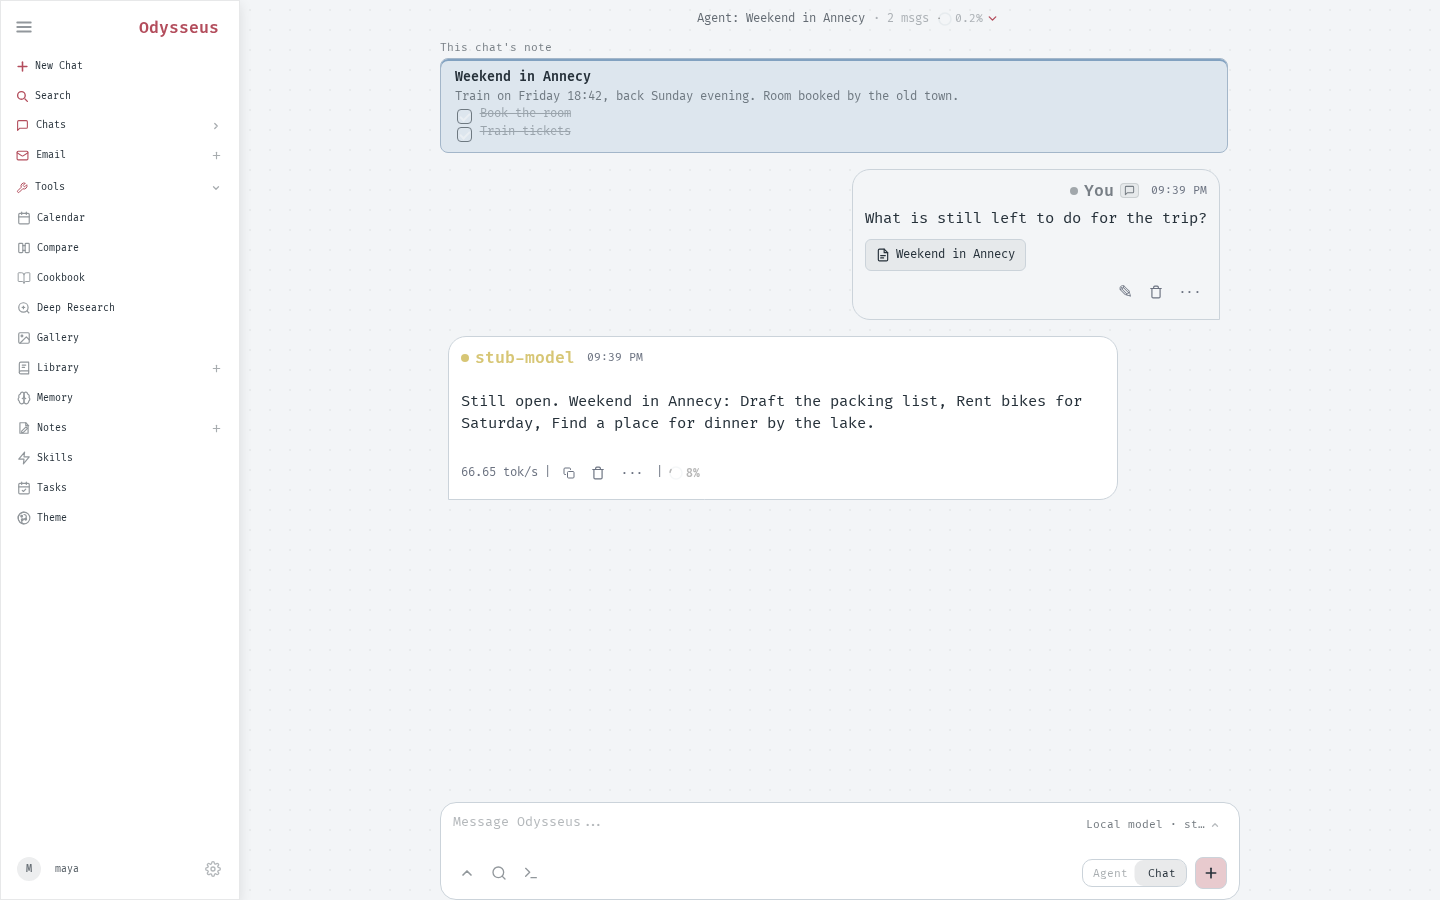 Odysseus
New Chat
Search
Chats
Email
Tools
Calendar
Compare
Cookbook
Deep Research
Gallery
Library
Memory
Notes
Skills
Tasks
Theme
M maya
Agent: Weekend in Annecy · 2 msgs · 0.2%
This chat's note
Weekend in Annecy
Train on Friday 18:42, back Sunday evening. Room booked by the old town.
Book the room
Train tickets
You 09:39 PM
What is still left to do for the trip?
Weekend in Annecy
stub-model 09:39 PM
Still open. Weekend in Annecy: Draft the packing list, Rent bikes for
Saturday, Find a place for dinner by the lake.
66.65 tok/s | ... | 8%
Message Odysseus...
Local model · st…
Agent Chat